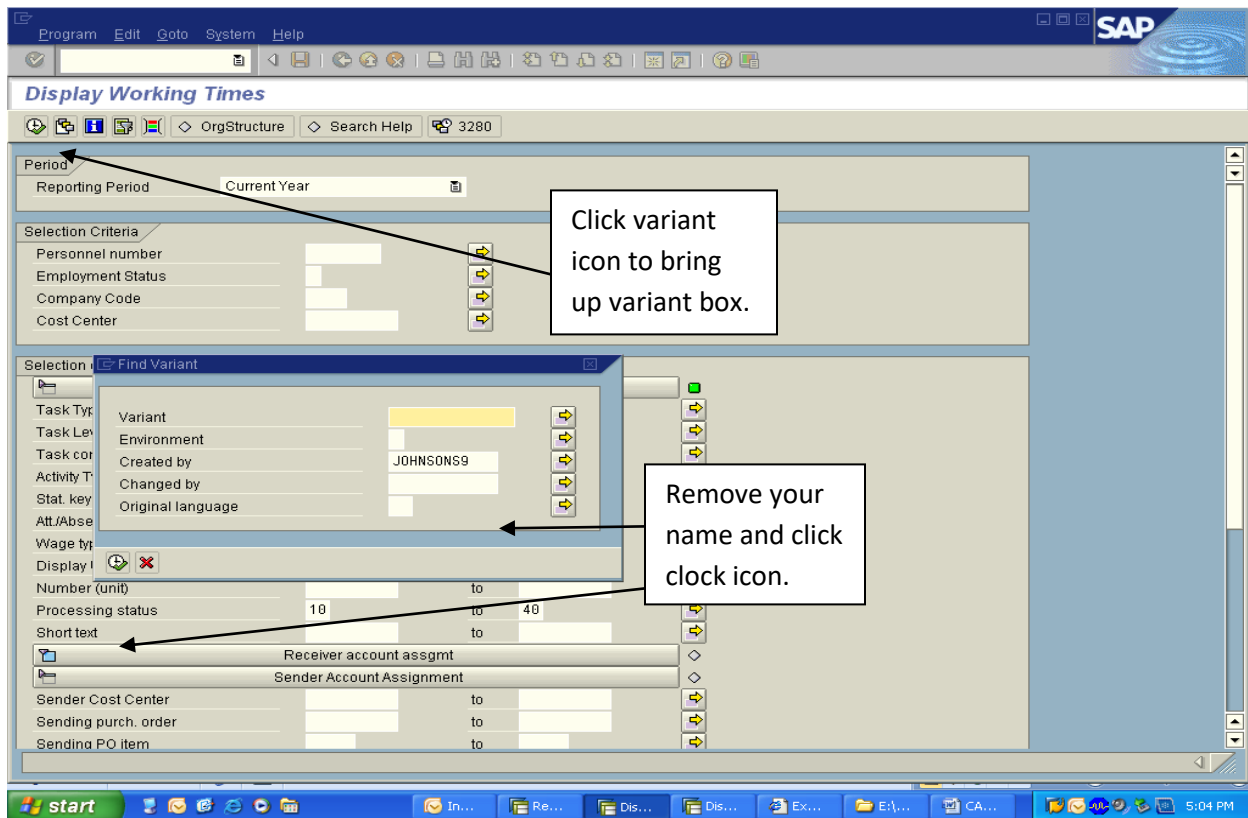 Program Edit Goto System Help
SAP
Display Working Times
OrgStructure Search Help 3280
Period
Reporting Period Current Year
Selection Criteria
Personnel number
Employment Status
Company Code
Cost Center
Click variant
icon to bring
up variant box.
Selection
Find Variant
Task Typ
Task Lev
Task con
Activity T
Stat. key
Att./Abse
Wage typ
Display
Variant
Environment
Created by JOHNSONS9
Changed by
Original language
Remove your
name and click
clock icon.
Number (unit) to
Processing status 10 to 40
Short text to
Receiver account assgmt
Sender Account Assignment
Sender Cost Center to
Sending purch. order to
Sending PO item to
start In... Re... Dis... Dis... Ex... E:\... CA... 5:04 PM